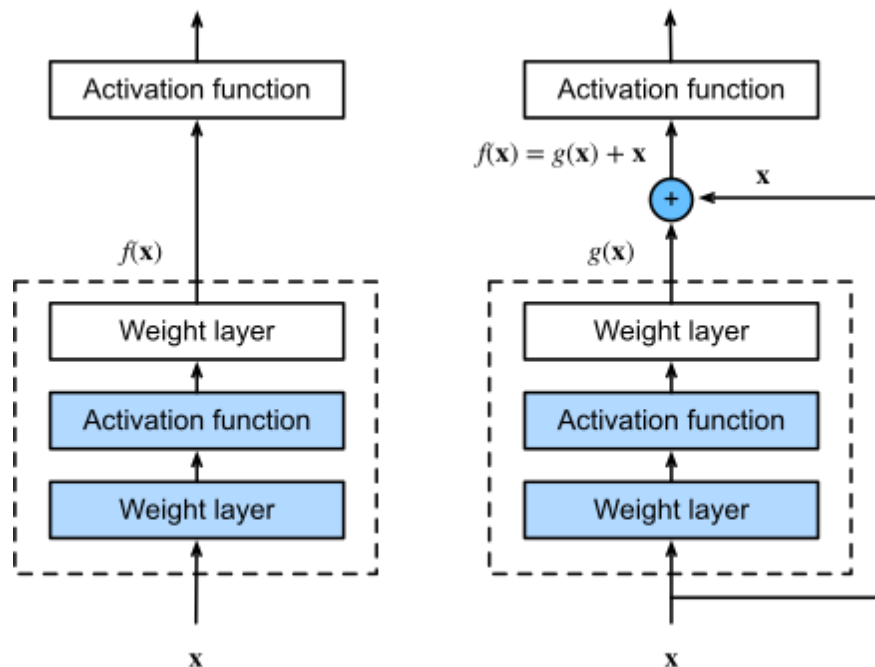 Activation function
f(x)
Weight layer
Activation function
Weight layer
x
Activation function
f(x) = g(x) + x
+
x
g(x)
Weight layer
Activation function
Weight layer
x